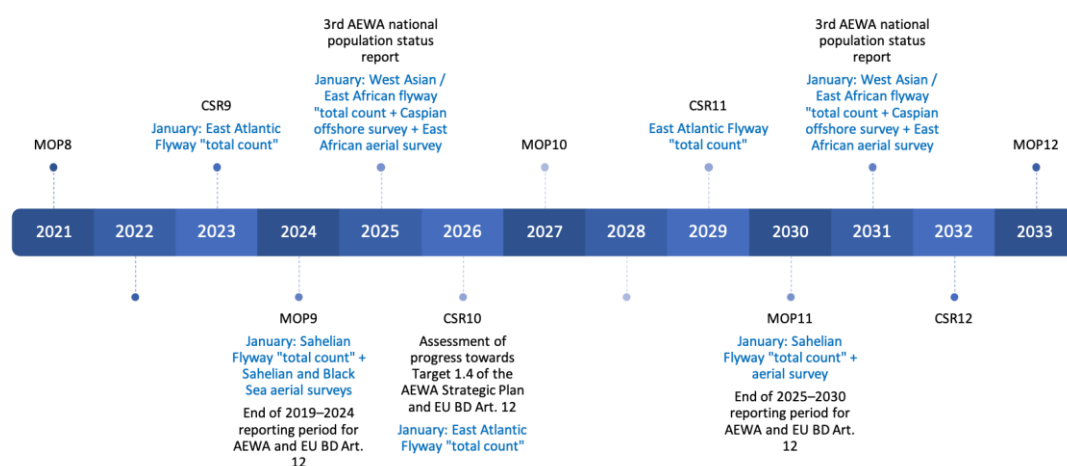 3rd AEWA national
population status
report
January: West Asian /
East African flyway
"total count + Caspian
offshore survey + East
African aerial survey
3rd AEWA national
population status
report
January: West Asian /
East African flyway
"total count + Caspian
offshore survey + East
African aerial survey
CSR9
January: East Atlantic
Flyway "total count"
CSR11
East Atlantic Flyway
"total count"
MOP8
MOP10
MOP12
2021
2022
2023
2024
2025
2026
2027
2028
2029
2030
2031
2032
2033
MOP9
January: Sahelian
Flyway "total count" +
Sahelian and Black
Sea aerial surveys
End of 2019–2024
reporting period for
AEWA and EU BD Art.
12
CSR10
Assessment of
progress towards
Target 1.4 of the
AEWA Strategic Plan
and EU BD Art. 12
January: East Atlantic
Flyway "total count"
MOP11
January: Sahelian
Flyway "total count" +
aerial survey
End of 2025–2030
reporting period for
AEWA and EU BD Art.
12
CSR12